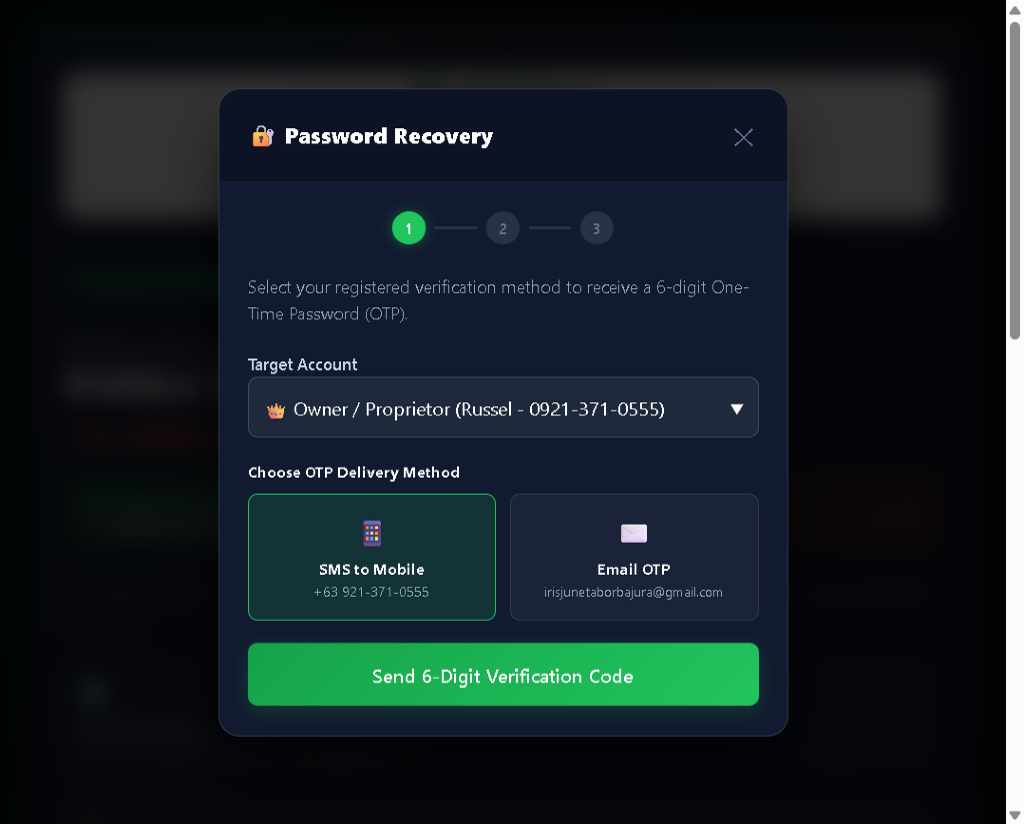 Password Recovery
1 2 3
Select your registered verification method to receive a 6-digit One-
Time Password (OTP).
Target Account
Owner / Proprietor (Russel - 0921-371-0555)
Choose OTP Delivery Method
SMS to Mobile
+63 921-371-0555
Email OTP
irisjunetaborbajura@gmail.com
Send 6-Digit Verification Code